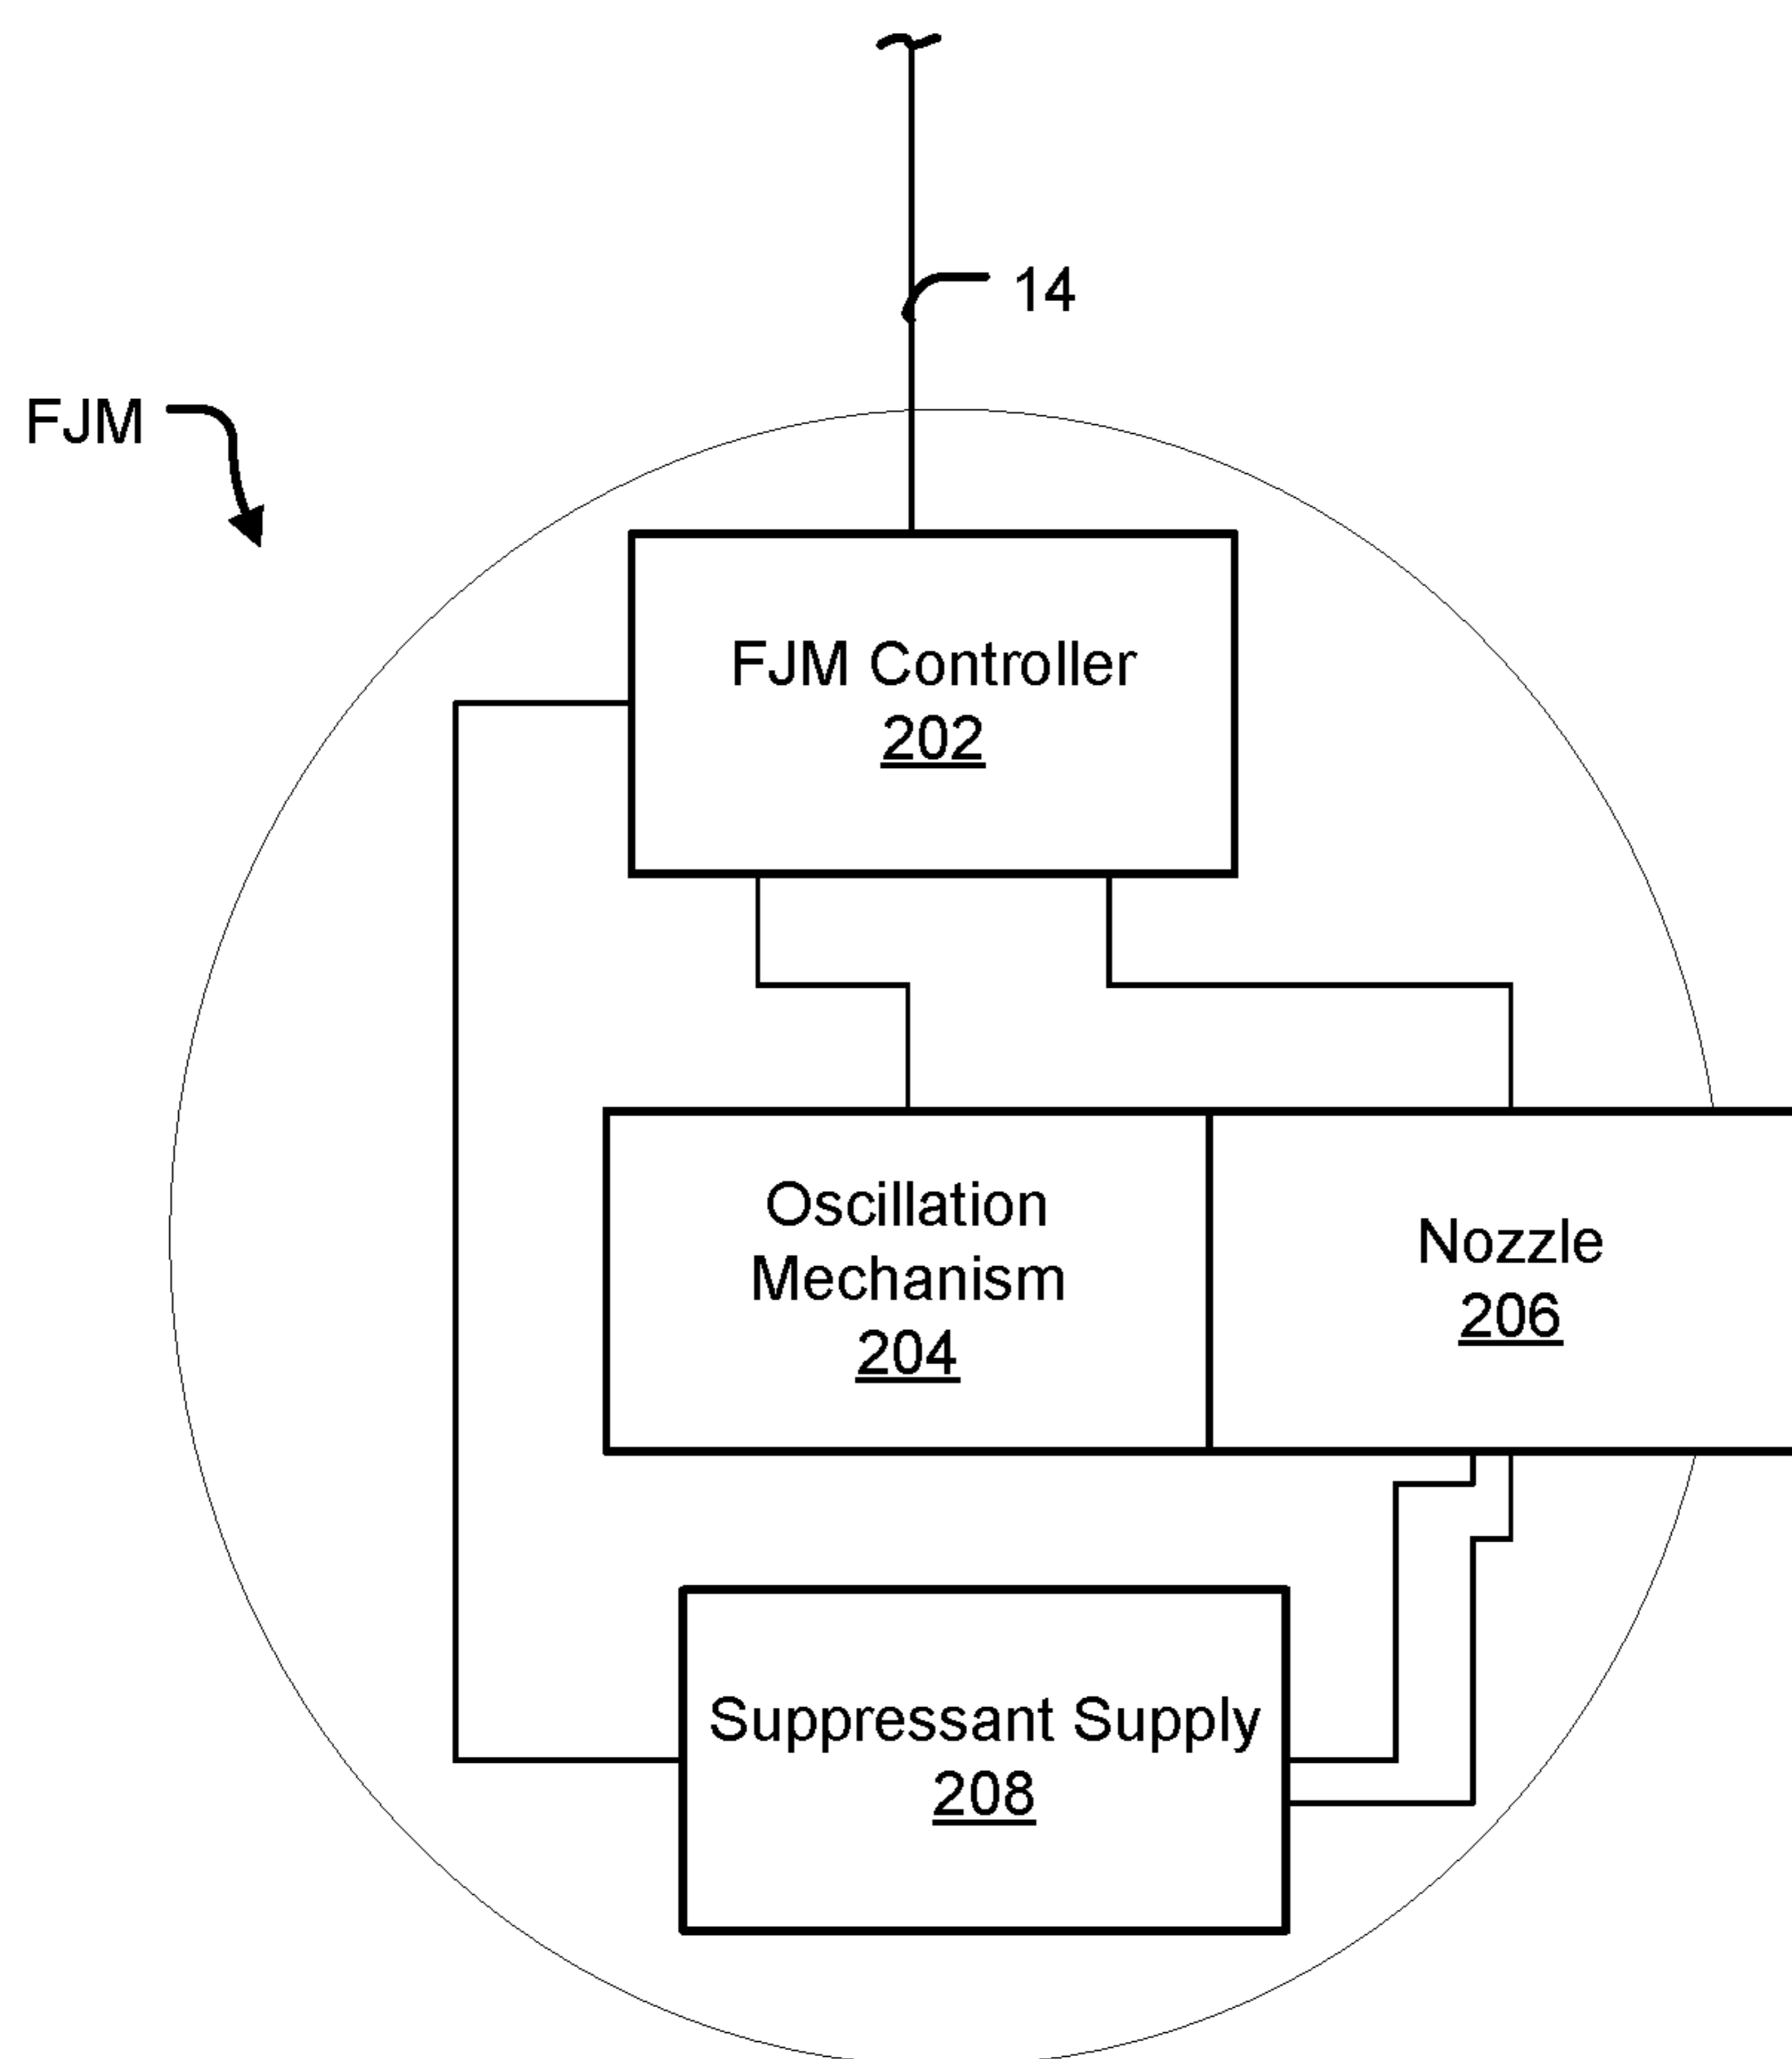 14
FJM
FJM Controller
202
Oscillation
Mechanism
204
Nozzle
206
Suppressant Supply
208